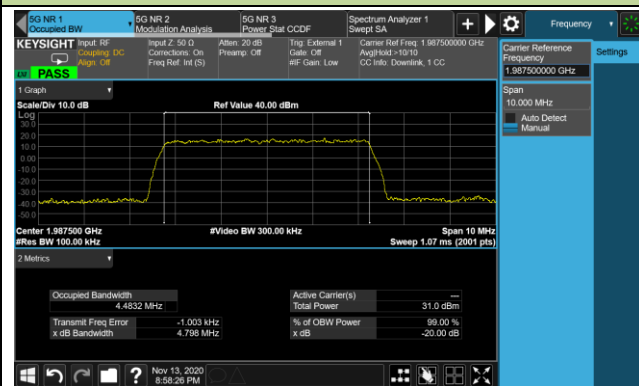 5G NR 1
Occupied BW
5G NR 2
Modulation Analysis
5G NR 3
Power Stat CCDF
Spectrum Analyzer 1
Swept SA
Frequency
KEYSIGHT
Input: RF
Coupling: DC
Align: Off
Input Z: 50 Ω
Corrections: On
Freq Ref: Int (S)
Atten: 20 dB
Preamp: Off
Trig: External 1
Gate: Off
#IF Gain: Low
Carrier Ref Freq: 1.987500000 GHz
Avg|Hold:>10/10
CC Info: Downlink, 1 CC
PASS
Carrier Reference
Frequency
1.987500000 GHz
Settings
Span
10.000 MHz
Auto Detect
Manual
1 Graph
Scale/Div 10.0 dB
Ref Value 40.00 dBm
Log
30.0
20.0
10.0
0.00
-10.0
-20.0
-30.0
-40.0
-50.0
Center 1.987500 GHz
#Video BW 300.00 kHz
Span 10 MHz
#Res BW 100.00 kHz
Sweep 1.07 ms (2001 pts)
2 Metrics
Occupied Bandwidth
4.4832 MHz
Active Carrier(s)
---
Total Power
31.0 dBm
Transmit Freq Error
-1.003 kHz
% of OBW Power
99.00 %
x dB Bandwidth
4.798 MHz
x dB
-20.00 dB
?
Nov 13, 2020
8:58:26 PM